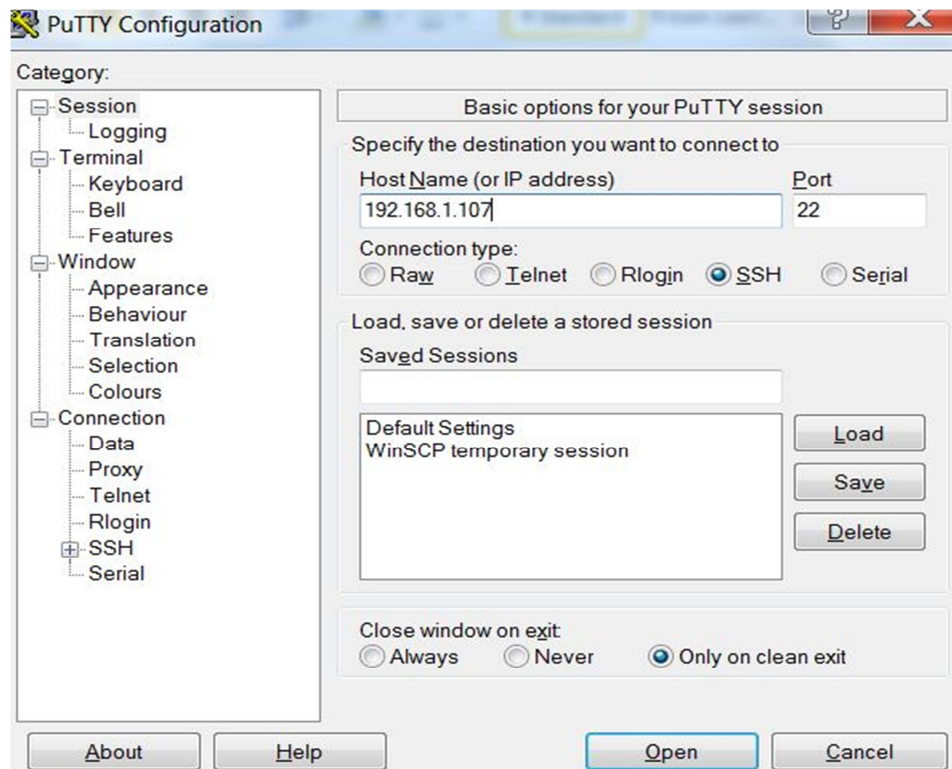 PuTTY Configuration
Category:
Session
Logging
Terminal
Keyboard
Bell
Features
Window
Appearance
Behaviour
Translation
Selection
Colours
Connection
Data
Proxy
Telnet
Rlogin
SSH
Serial
Basic options for your PuTTY session
Specify the destination you want to connect to
Host Name (or IP address) Port
192.168.1.107 22
Connection type:
Raw Telnet Rlogin SSH Serial
Load, save or delete a stored session
Saved Sessions
Default Settings
WinSCP temporary session
Load
Save
Delete
Close window on exit:
Always Never Only on clean exit
About Help Open Cancel